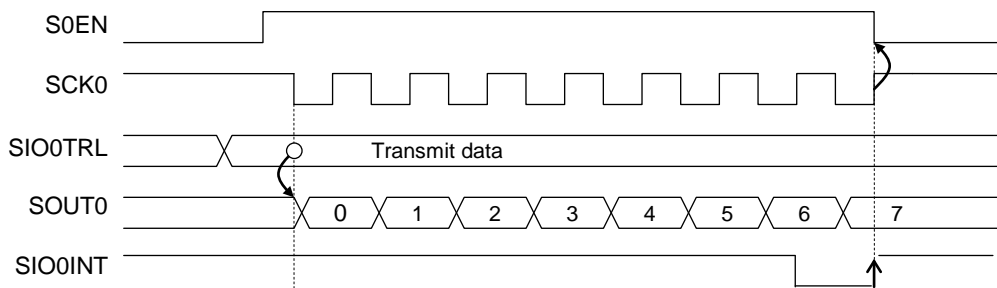 S0EN
SCK0
SIO0TRL
Transmit data
SOUT0
0 1 2 3 4 5 6 7
SIO0INT